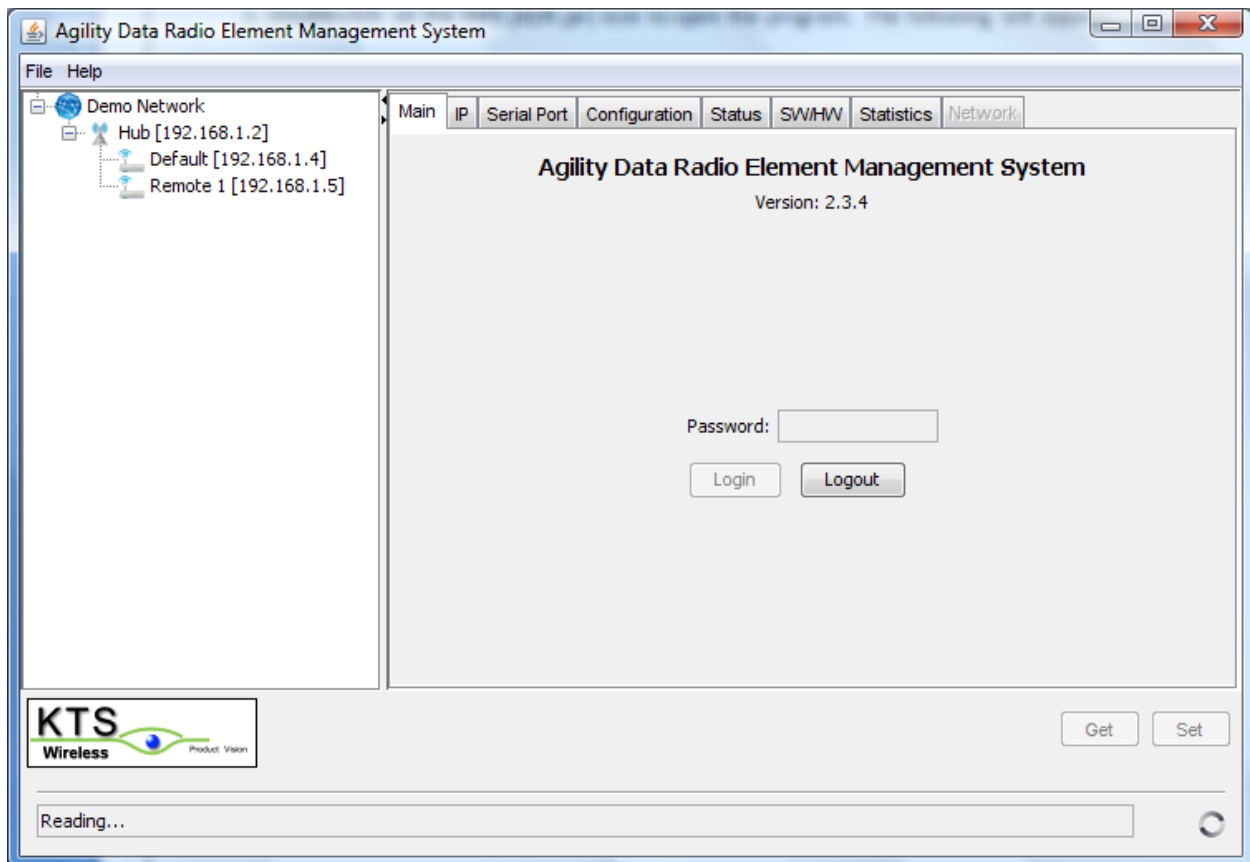 Agility Data Radio Element Management System
File Help
Demo Network
Hub [192.168.1.2]
Default [192.168.1.4]
Remote 1 [192.168.1.5]
Main IP Serial Port Configuration Status SW/HW Statistics Network
Agility Data Radio Element Management System
Version: 2.3.4
Password:
Login Logout
KTS
Wireless
Product Vision
Get Set
Reading...